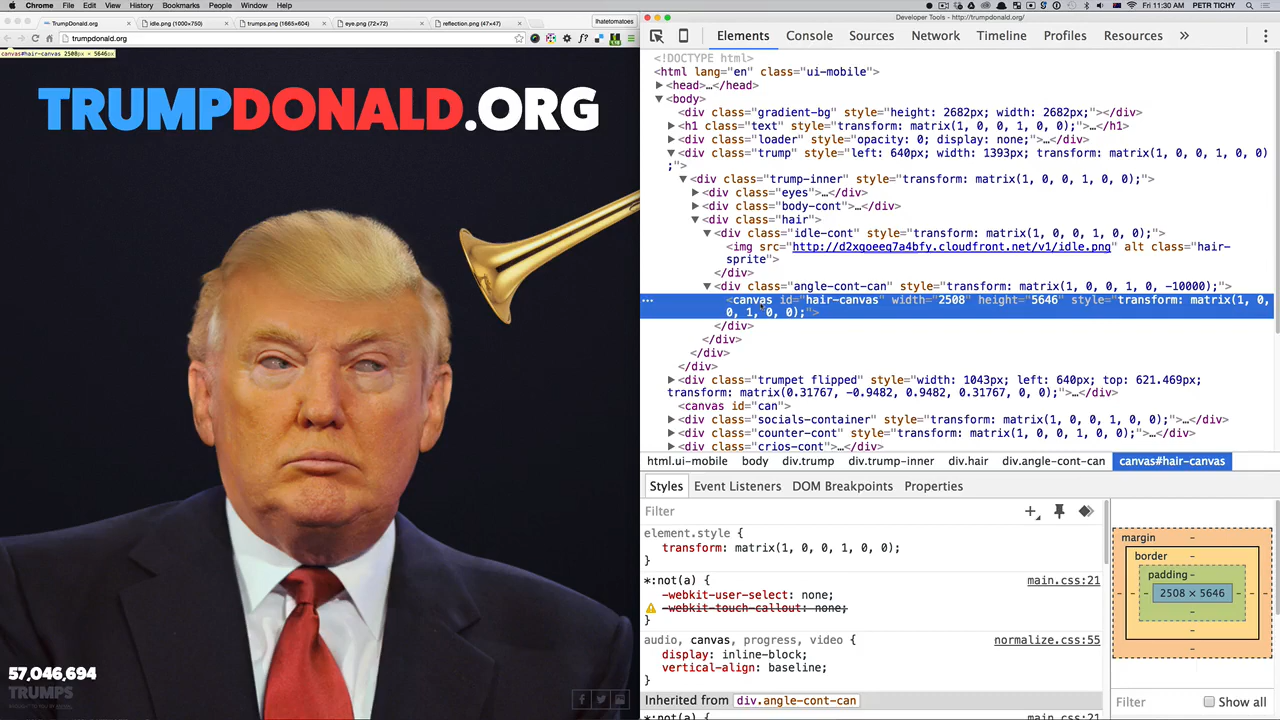 Chrome File Edit View History Bookmarks People Window Help
Fri 11:30 AM PETR TICHY
TrumpDonald.org
idle.png (1000×750)
trumps.png (1665×604)
eye.png (72×72)
reflection.png (47×47)
Ihatetomatoes
trumpdonald.org
canvas#hair-canvas 2508px × 5646px
TRUMPDONALD.ORG
57,046,694
TRUMPS
Developer Tools - http://trumpdonald.org/
Elements Console Sources Network Timeline Profiles Resources »
<!DOCTYPE html>
<html lang="en" class="ui-mobile">
<head>…</head>
<body>
<div class="gradient-bg" style="height: 2682px; width: 2682px;"></div>
<h1 class="text" style="transform: matrix(1, 0, 0, 1, 0, 0);">…</h1>
<div class="loader" style="opacity: 0; display: none;">…</div>
<div class="trump" style="left: 640px; width: 1393px; transform: matrix(1, 0, 0, 1, 0, 0)
;">
<div class="trump-inner" style="transform: matrix(1, 0, 0, 1, 0, 0);">
<div class="eyes">…</div>
<div class="body-cont">…</div>
<div class="hair">
<div class="idle-cont" style="transform: matrix(1, 0, 0, 1, 0, 0);">
<img src="http://d2xqoeeq7a4bfy.cloudfront.net/v1/idle.png" alt class="hair-
sprite">
</div>
<div class="angle-cont-can" style="transform: matrix(1, 0, 0, 1, 0, -10000);">
… <canvas id="hair-canvas" width="2508" height="5646" style="transform: matrix(1, 0,
0, 1, 0, 0);">
</div>
</div>
</div>
</div>
<div class="trumpet flipped" style="width: 1043px; left: 640px; top: 621.469px;
transform: matrix(0.31767, -0.9482, 0.9482, 0.31767, 0, 0);">…</div>
<canvas id="can">
<div class="socials-container" style="transform: matrix(1, 0, 0, 1, 0, 0);">…</div>
<div class="counter-cont" style="transform: matrix(1, 0, 0, 1, 0, 0);">…</div>
<div class="crios-cont">…</div>
html.ui-mobile body div.trump div.trump-inner div.hair div.angle-cont-can canvas#hair-canvas
Styles Event Listeners DOM Breakpoints Properties
Filter
element.style {
transform: matrix(1, 0, 0, 1, 0, 0);
}
*:not(a) { main.css:21
-webkit-user-select: none;
-webkit-touch-callout: none;
}
audio, canvas, progress, video { normalize.css:55
display: inline-block;
vertical-align: baseline;
}
Inherited from div.angle-cont-can
*:not(a) { main.css:21
margin -
border -
padding -
- - - 2508 × 5646 - - -
-
-
-
Filter Show all